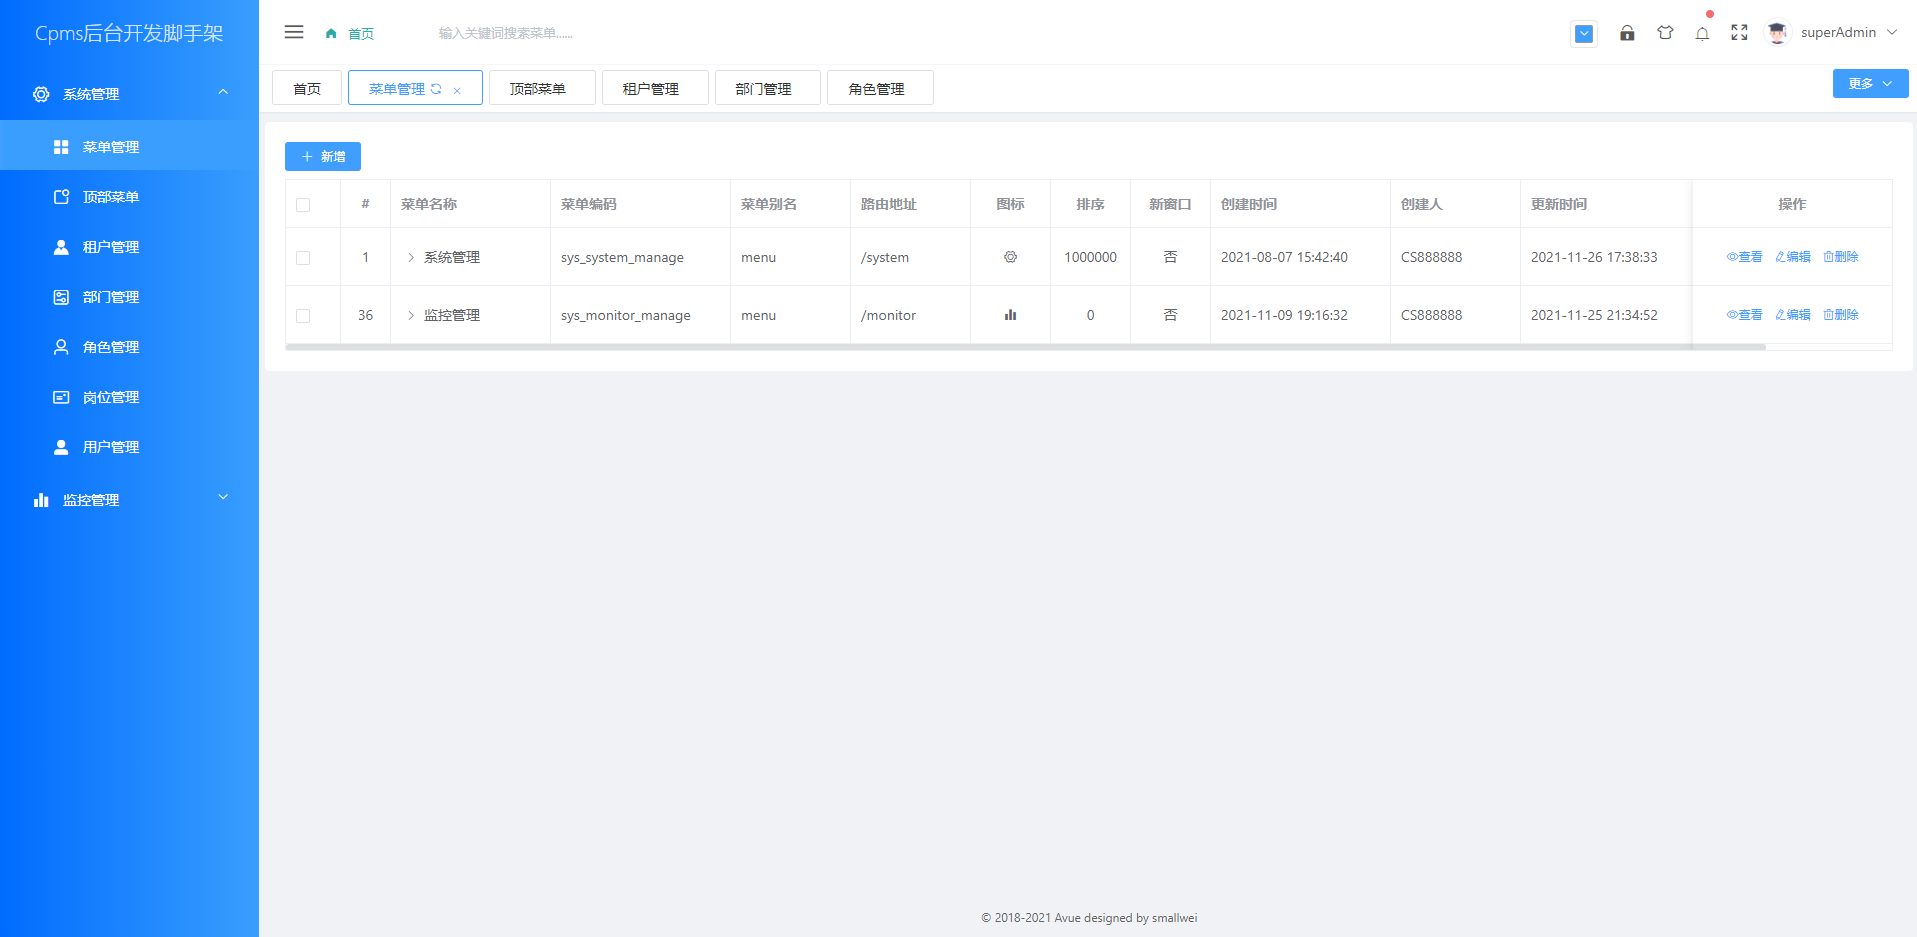 Cpms后台开发脚手架
首页
输入关键词搜索菜单......
superAdmin
系统管理
菜单管理
顶部菜单
租户管理
部门管理
角色管理
岗位管理
用户管理
监控管理
首页 菜单管理 顶部菜单 租户管理 部门管理 角色管理 更多
新增
# 菜单名称 菜单编码 菜单别名 路由地址 图标 排序 新窗口 创建时间 创建人 更新时间 操作
1 系统管理 sys_system_manage menu /system 1000000 否 2021-08-07 15:42:40 CS888888 2021-11-26 17:38:33 查看 编辑 删除
36 监控管理 sys_monitor_manage menu /monitor 0 否 2021-11-09 19:16:32 CS888888 2021-11-25 21:34:52 查看 编辑 删除
© 2018-2021 Avue designed by smallwei